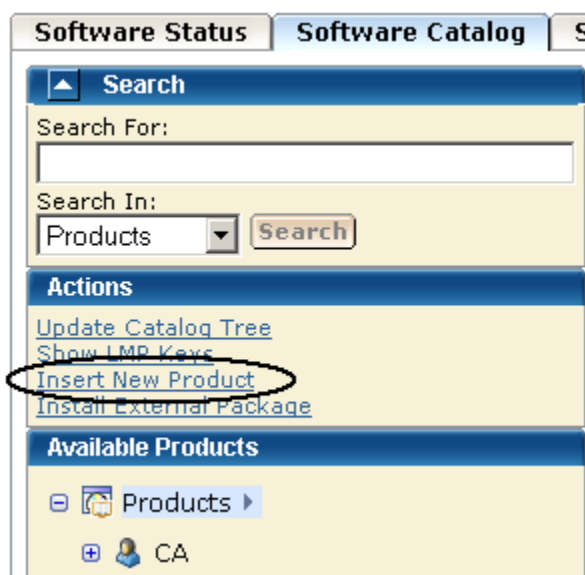 Software Status Software Catalog S
Search
Search For:
Search In:
Products Search
Actions
Update Catalog Tree
Show LMP Keys
Insert New Product
Install External Package
Available Products
Products
CA